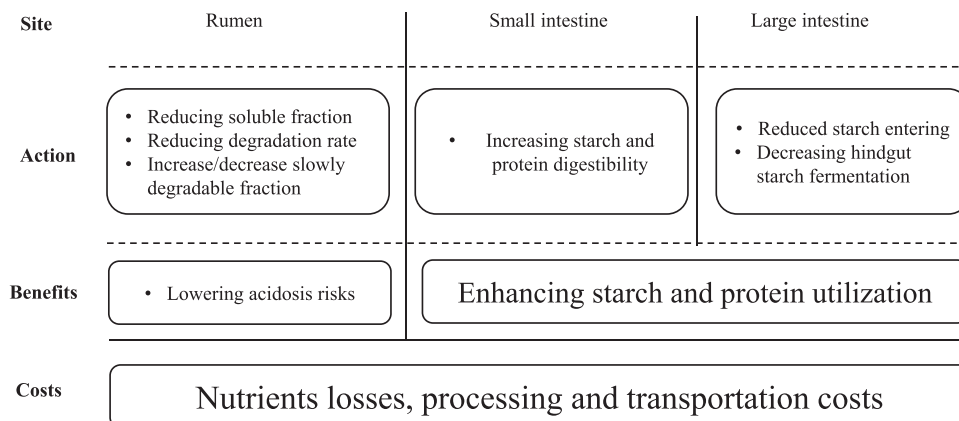 Site Rumen Small intestine Large intestine
Action
• Reducing soluble fraction
• Reducing degradation rate
• Increase/decrease slowly
degradable fraction
• Increasing starch and
protein digestibility
• Reduced starch entering
• Decreasing hindgut
starch fermentation
Benefits
• Lowering acidosis risks
Enhancing starch and protein utilization
Costs
Nutrients losses, processing and transportation costs